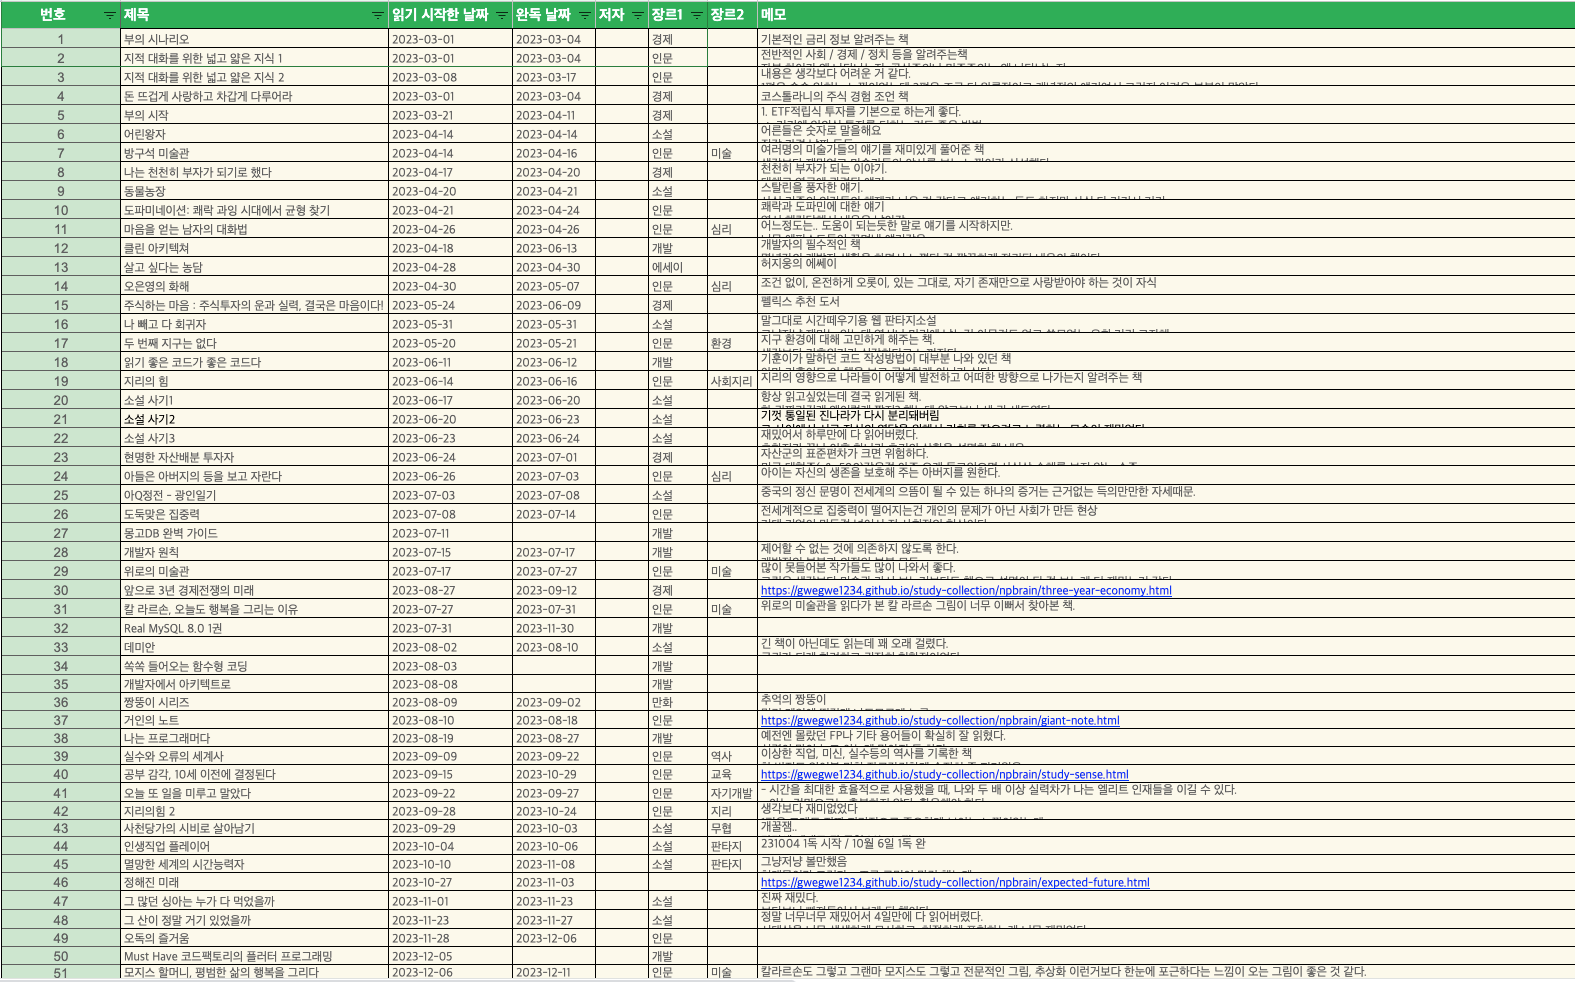 번호 제목 읽기 시작한 날짜 완독 날짜 저자 장르1 장르2 메모
1 부의 시나리오 2023-03-01 2023-03-04 경제 기본적인 금리 정보 알려주는 책
2 지적 대화를 위한 넓고 얇은 지식 1 2023-03-01 2023-03-04 인문 전반적인 사회 / 경제 / 정치 등을 알려주는책
3 지적 대화를 위한 넓고 얇은 지식 2 2023-03-08 2023-03-17 인문 내용은 생각보다 어려운 거 같다.
4 돈 뜨겁게 사랑하고 차갑게 다루어라 2023-03-01 2023-03-04 경제 코스톨라니의 주식 경험 조언 책
5 부의 시작 2023-03-21 2023-04-11 경제 1. ETF적립식 투자를 기본으로 하는게 좋다.
6 어린왕자 2023-04-14 2023-04-14 소설 어른들은 숫자로 말을해요
7 방구석 미술관 2023-04-14 2023-04-16 인문 미술 여러명의 미술가들의 얘기를 재미있게 풀어준 책
8 나는 천천히 부자가 되기로 했다 2023-04-17 2023-04-20 경제 천천히 부자가 되는 이야기.
9 동물농장 2023-04-20 2023-04-21 소설 스탈린을 풍자한 얘기.
10 도파미네이션: 쾌락 과잉 시대에서 균형 찾기 2023-04-21 2023-04-24 인문 쾌락과 도파민에 대한 얘기
11 마음을 얻는 남자의 대화법 2023-04-26 2023-04-26 인문 심리 어느정도는.. 도움이 되는듯한 말로 얘기를 시작하지만.
12 클린 아키텍쳐 2023-04-18 2023-06-13 개발 개발자의 필수적인 책
13 살고 싶다는 농담 2023-04-28 2023-04-30 에세이 허지웅의 에쎄이
14 오은영의 화해 2023-04-30 2023-05-07 인문 심리 조건 없이, 온전하게 오롯이, 있는 그대로, 자기 존재만으로 사랑받아야 하는 것이 자식
15 주식하는 마음 : 주식투자의 운과 실력, 결국은 마음이다! 2023-05-24 2023-06-09 경제 펠릭스 추천 도서
16 나 빼고 다 회귀자 2023-05-31 2023-05-31 소설 말그대로 시간떼우기용 웹 판타지소설
17 두 번째 지구는 없다 2023-05-20 2023-05-21 인문 환경 지구 환경에 대해 고민하게 해주는 책.
18 읽기 좋은 코드가 좋은 코드다 2023-06-11 2023-06-12 개발 기훈이가 말하던 코드 작성방법이 대부분 나와 있던 책
19 지리의 힘 2023-06-14 2023-06-16 인문 사회지리 지리의 영향으로 나라들이 어떻게 발전하고 어떠한 방향으로 나가는지 알려주는 책
20 소설 사기1 2023-06-17 2023-06-20 소설 항상 읽고싶었는데 결국 읽게된 책.
21 소설 사기2 2023-06-20 2023-06-23 소설 기껏 통일된 진나라가 다시 분리돼버림
22 소설 사기3 2023-06-23 2023-06-24 소설 재밌어서 하루만에 다 읽어버렸다.
23 현명한 자산배분 투자자 2023-06-24 2023-07-01 경제 자산군의 표준편차가 크면 위험하다.
24 아들은 아버지의 등을 보고 자란다 2023-06-26 2023-07-03 인문 심리 아이는 자신의 생존을 보호해 주는 아버지를 원한다.
25 아Q정전 - 광인일기 2023-07-03 2023-07-08 소설 중국의 정신 문명이 전세계의 으뜸이 될 수 있는 하나의 증거는 근거없는 득의만만한 자세때문.
26 도둑맞은 집중력 2023-07-08 2023-07-14 인문 전세계적으로 집중력이 떨어지는건 개인의 문제가 아닌 사회가 만든 현상
27 몽고DB 완벽 가이드 2023-07-11 개발
28 개발자 원칙 2023-07-15 2023-07-17 개발 제어할 수 없는 것에 의존하지 않도록 한다.
29 위로의 미술관 2023-07-17 2023-07-27 인문 미술 많이 못들어본 작가들도 많이 나와서 좋다.
30 앞으로 3년 경제전쟁의 미래 2023-08-27 2023-09-12 경제 https://gwegwe1234.github.io/study-collection/npbrain/three-year-economy.html
31 칼 라르손, 오늘도 행복을 그리는 이유 2023-07-27 2023-07-31 인문 미술 위로의 미술관을 읽다가 본 칼 라르손 그림이 너무 이뻐서 찾아본 책.
32 Real MySQL 8.0 1권 2023-07-31 2023-11-30 개발
33 데미안 2023-08-02 2023-08-10 소설 긴 책이 아닌데도 읽는데 꽤 오래 걸렸다.
34 쏙쏙 들어오는 함수형 코딩 2023-08-03 개발
35 개발자에서 아키텍트로 2023-08-08 개발
36 짱뚱이 시리즈 2023-08-09 2023-09-02 만화 추억의 짱뚱이
37 거인의 노트 2023-08-10 2023-08-18 인문 https://gwegwe1234.github.io/study-collection/npbrain/giant-note.html
38 나는 프로그래머다 2023-08-19 2023-08-27 개발 예전엔 몰랐던 FP나 기타 용어들이 확실히 잘 읽혔다.
39 실수와 오류의 세계사 2023-09-09 2023-09-22 인문 역사 이상한 직업, 미신, 실수등의 역사를 기록한 책
40 공부 감각, 10세 이전에 결정된다 2023-09-15 2023-10-29 인문 교육 https://gwegwe1234.github.io/study-collection/npbrain/study-sense.html
41 오늘 또 일을 미루고 말았다 2023-09-22 2023-09-27 인문 자기개발 - 시간을 최대한 효율적으로 사용했을 때, 나와 두 배 이상 실력차가 나는 엘리트 인재들을 이길 수 있다.
42 지리의힘 2 2023-09-28 2023-10-24 인문 지리 생각보다 재미없었다
43 사천당가의 시비로 살아남기 2023-09-29 2023-10-03 소설 무협 개꿀잼..
44 인생직업 플레이어 2023-10-04 2023-10-06 소설 판타지 231004 1독 시작 / 10월 6일 1독 완
45 멸망한 세계의 시간능력자 2023-10-10 2023-11-08 소설 판타지 그냥저냥 볼만했음
46 정해진 미래 2023-10-27 2023-11-03 https://gwegwe1234.github.io/study-collection/npbrain/expected-future.html
47 그 많던 싱아는 누가 다 먹었을까 2023-11-01 2023-11-23 소설 진짜 재밌다.
48 그 산이 정말 거기 있었을까 2023-11-23 2023-11-27 소설 정말 너무너무 재밌어서 4일만에 다 읽어버렸다.
49 오독의 즐거움 2023-11-28 2023-12-06 인문
50 Must Have 코드팩토리의 플러터 프로그래밍 2023-12-05 개발
51 모지스 할머니, 평범한 삶의 행복을 그리다 2023-12-06 2023-12-11 인문 미술 칼라르손도 그렇고 그랜마 모지스도 그렇고 전문적인 그림, 추상화 이런거보다 한눈에 포근하다는 느낌이 오는 그림이 좋은 것 같다.